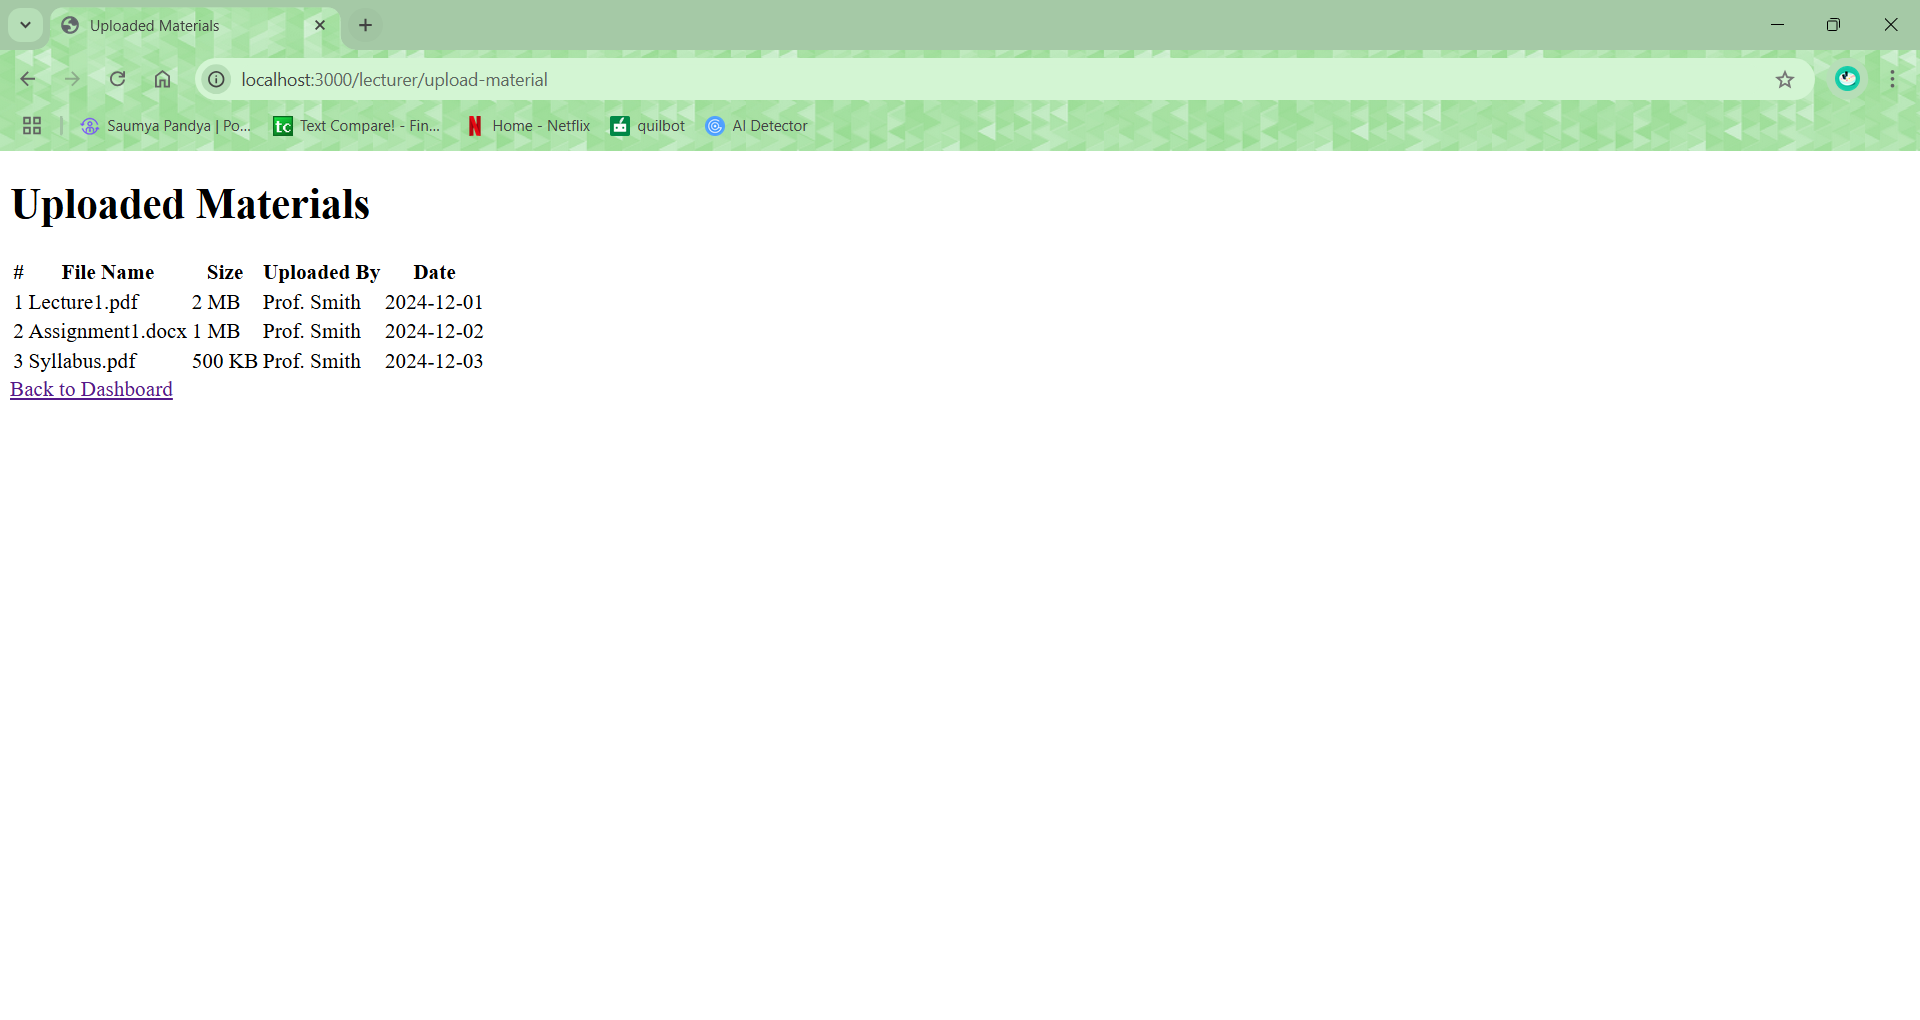 Uploaded Materials
localhost:3000/lecturer/upload-material
Saumya Pandya | Po... tc Text Compare! - Fin... N Home - Netflix quilbot AI Detector
Uploaded Materials
# File Name Size Uploaded By Date
1 Lecture1.pdf 2 MB Prof. Smith 2024-12-01
2 Assignment1.docx 1 MB Prof. Smith 2024-12-02
3 Syllabus.pdf 500 KB Prof. Smith 2024-12-03
Back to Dashboard